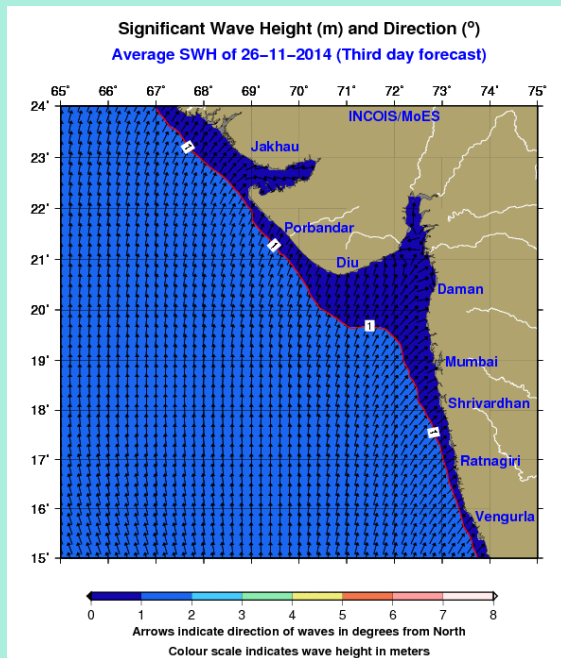 Significant Wave Height (m) and Direction (°)
Average SWH of 26−11−2014 (Third day forecast)
65° 66° 67° 68° 69° 70° 71° 72° 73° 74° 75°
24°
INCOIS/MoES
1
Jakhau
23°
22°
Porbandar
1
21°
Diu
Daman
20°
1
19°
Mumbai
Shrivardhan
18°
1
17°
Ratnagiri
16°
Vengurla
15°
0 1 2 3 4 5 6 7 8
Arrows indicate direction of waves in degrees from North
Colour scale indicates wave height in meters